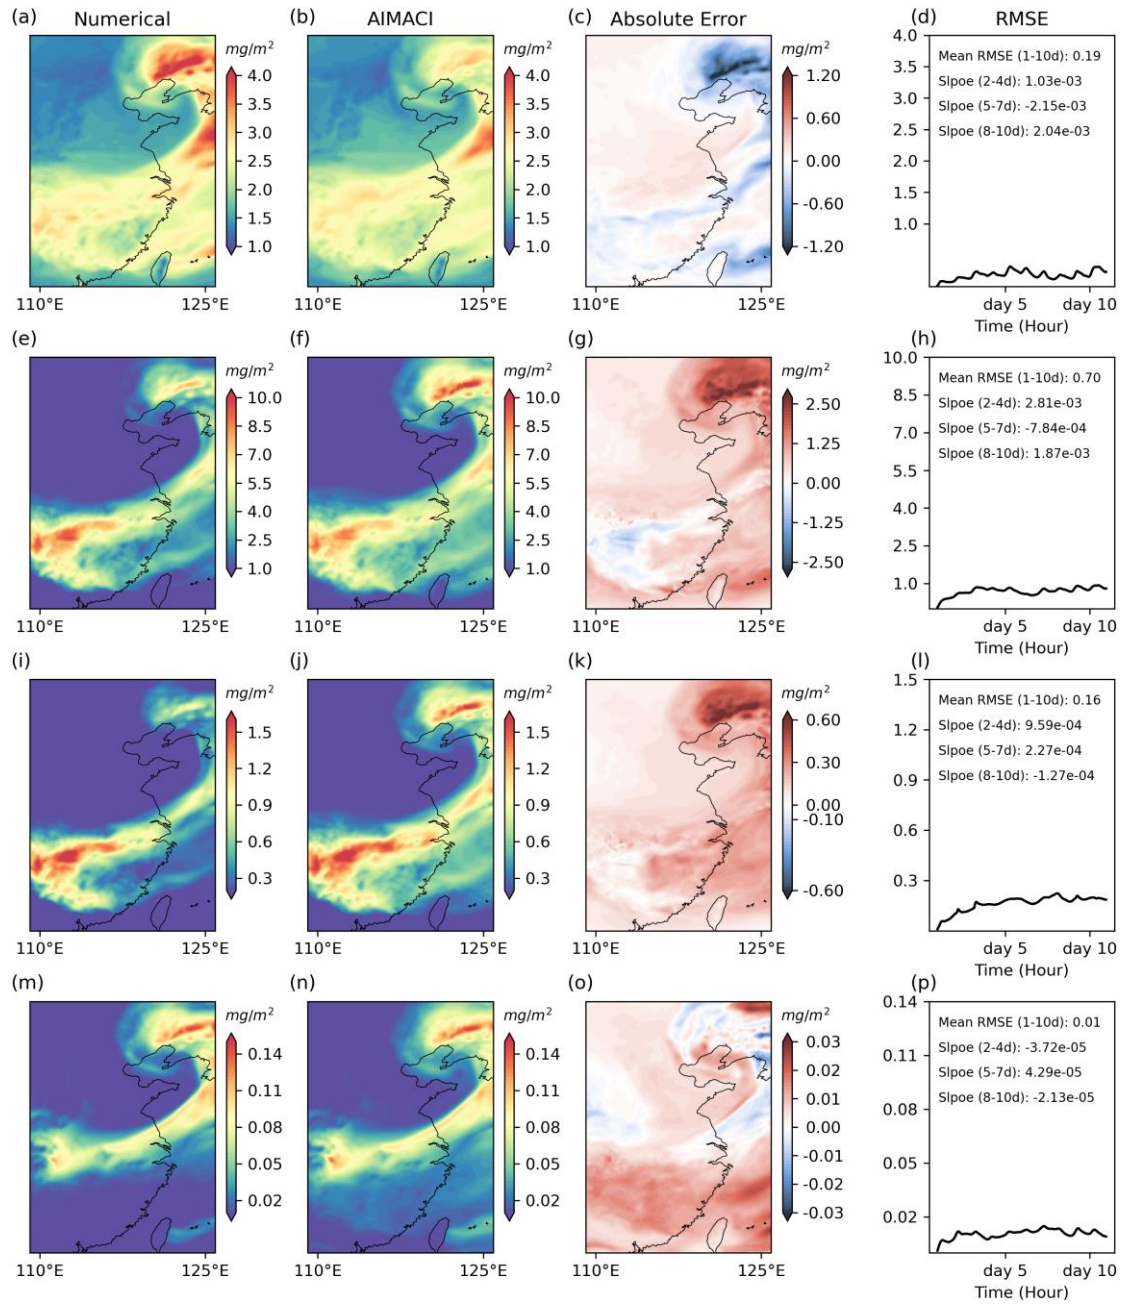 (a) Numerical (b) AIMACI (c) Absolute Error (d) RMSE
mg/m² mg/m² mg/m²
4.0 3.5 3.0 2.5 2.0 1.5 1.0
4.0 3.5 3.0 2.5 2.0 1.5 1.0
1.20 0.60 0.00 -0.60 -1.20
4.0 3.5 3.0 2.5 2.0 1.5 1.0
Mean RMSE (1-10d): 0.19
Slpoe (2-4d): 1.03e-03
Slpoe (5-7d): -2.15e-03
Slpoe (8-10d): 2.04e-03
110°E 125°E 110°E 125°E 110°E 125°E day 5 day 10
Time (Hour)
(e) (f) (g) (h)
mg/m² mg/m² mg/m²
10.0 8.5 7.0 5.5 4.0 2.5 1.0
10.0 8.5 7.0 5.5 4.0 2.5 1.0
2.50 1.25 0.00 -1.25 -2.50
10.0 8.5 7.0 5.5 4.0 2.5 1.0
Mean RMSE (1-10d): 0.70
Slpoe (2-4d): 2.81e-03
Slpoe (5-7d): -7.84e-04
Slpoe (8-10d): 1.87e-03
110°E 125°E 110°E 125°E 110°E 125°E day 5 day 10
Time (Hour)
(i) (j) (k) (l)
mg/m² mg/m² mg/m²
1.5 1.2 0.9 0.6 0.3
1.5 1.2 0.9 0.6 0.3
0.60 0.30 0.00 -0.10 -0.60
1.5 1.2 0.9 0.6 0.3
Mean RMSE (1-10d): 0.16
Slpoe (2-4d): 9.59e-04
Slpoe (5-7d): 2.27e-04
Slpoe (8-10d): -1.27e-04
110°E 125°E 110°E 125°E 110°E 125°E day 5 day 10
Time (Hour)
(m) (n) (o) (p)
mg/m² mg/m² mg/m²
0.14 0.11 0.08 0.05 0.02
0.14 0.11 0.08 0.05 0.02
0.03 0.02 0.01 0.00 -0.01 -0.02 -0.03
0.14 0.11 0.08 0.05 0.02
Mean RMSE (1-10d): 0.01
Slpoe (2-4d): -3.72e-05
Slpoe (5-7d): 4.29e-05
Slpoe (8-10d): -2.13e-05
110°E 125°E 110°E 125°E 110°E 125°E day 5 day 10
Time (Hour)